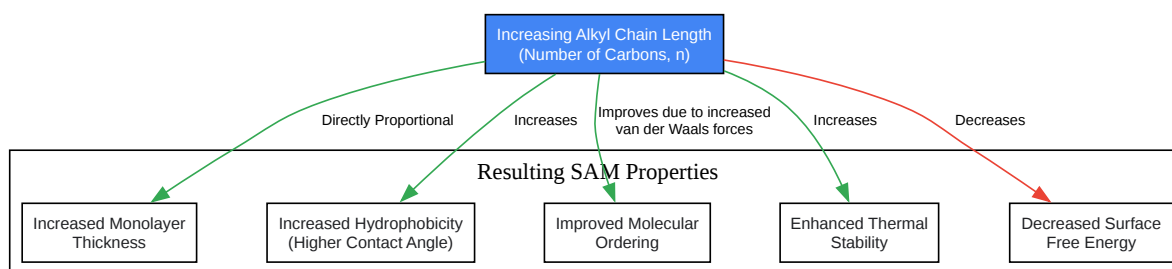 Increasing Alkyl Chain Length
(Number of Carbons, n)
Directly Proportional
Increases
Improves due to increased
van der Waals forces
Increases
Decreases
Resulting SAM Properties
Increased Monolayer
Thickness
Increased Hydrophobicity
(Higher Contact Angle)
Improved Molecular
Ordering
Enhanced Thermal
Stability
Decreased Surface
Free Energy